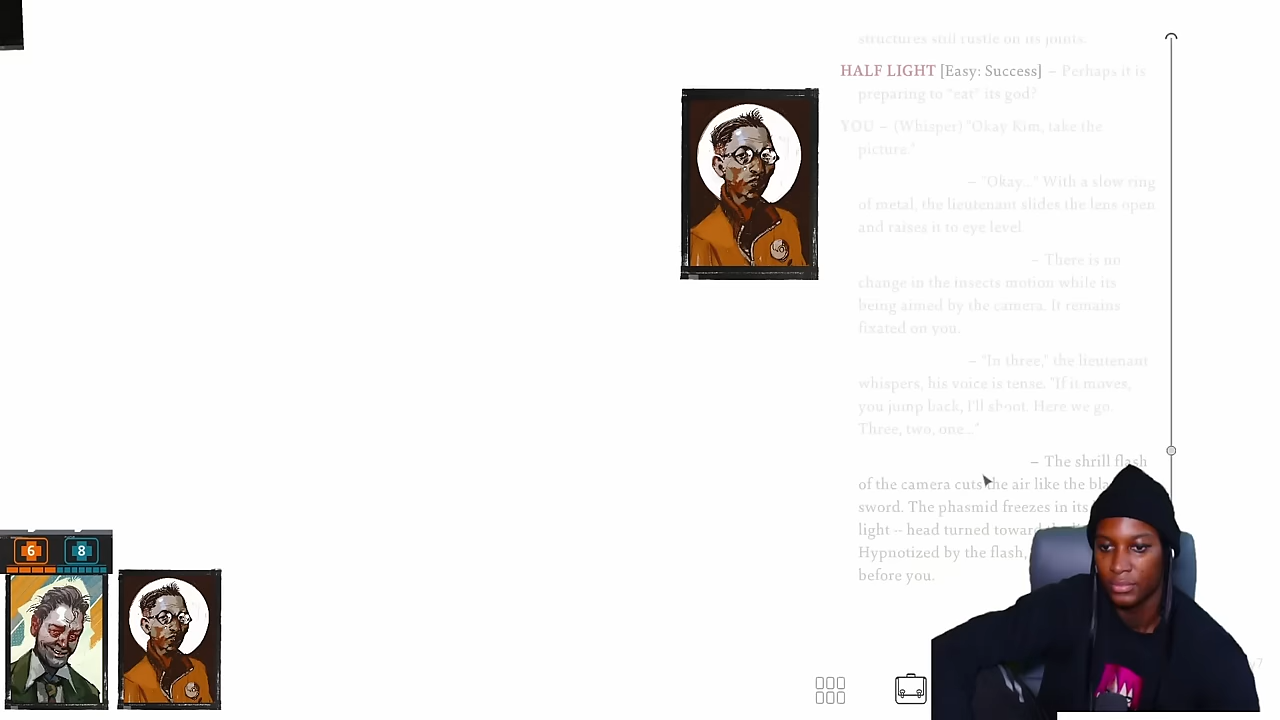 structures still rustle on its joints.
HALF LIGHT [Easy: Success] – Perhaps it is
preparing to "eat" its god?
YOU – (Whisper) "Okay Kim, take the
picture."
– "Okay..." With a slow ring
of metal, the lieutenant slides the lens open
and raises it to eye level.
– There is no
change in the insects motion while its
being aimed by the camera. It remains
fixated on you.
– "In three," the lieutenant
whispers, his voice is tense. "If it moves,
you jump back, I'll shoot. Here we go.
Three, two, one..."
– The shrill flash
of the camera cuts the air like the
sword. The phasmid freezes in its
light -- head turned toward
Hypnotized by the flash,
before you.
6
8